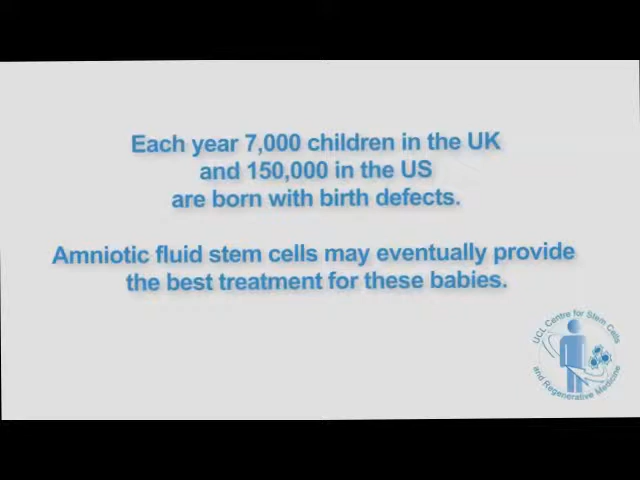 Each year 7,000 children in the UK
and 150,000 in the US
are born with birth defects.
Amniotic fluid stem cells may eventually provide
the best treatment for these babies.
UCL Centre for Stem Cells
and Regenerative Medicine